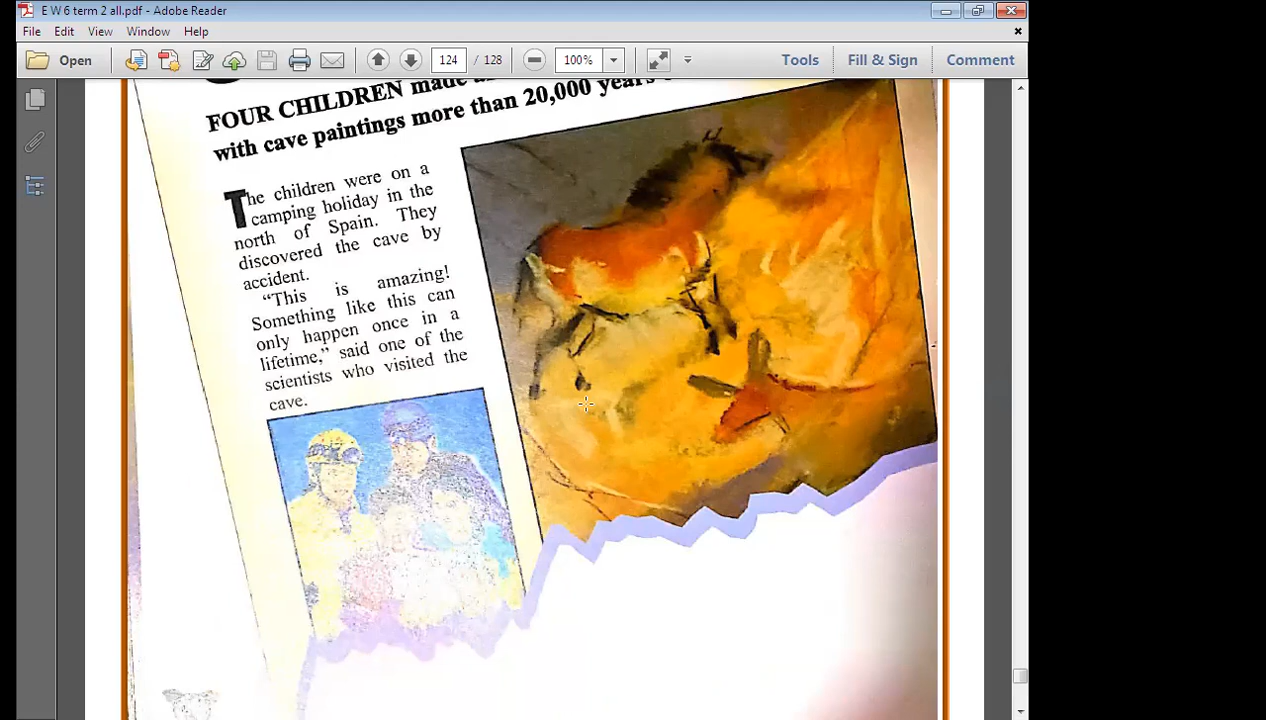 E W 6 term 2 all.pdf - Adobe Reader
File Edit View Window Help
Open 124 / 128 100% Tools Fill & Sign Comment
FOUR CHILDREN made
with cave paintings more than 20,000 years
The children were on a
camping holiday in the
north of Spain. They
discovered the cave by
accident.
“This is amazing!
Something like this can
only happen once in a
lifetime,” said one of the
scientists who visited the
cave.